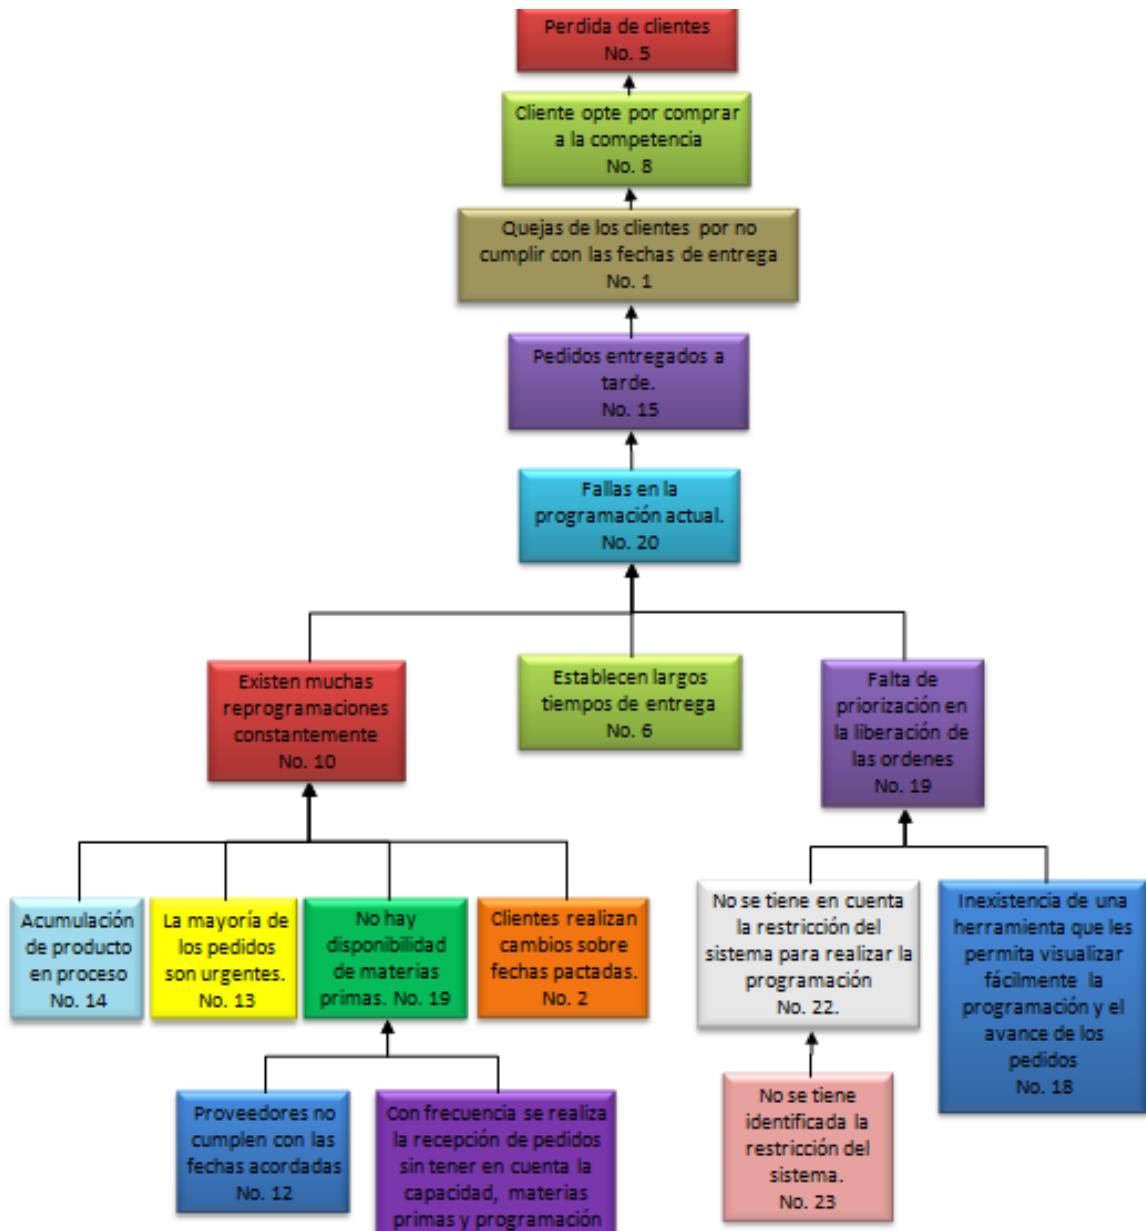 Perdida de clientes
No. 5
Cliente opte por comprar
a la competencia
No. 8
Quejas de los clientes por no
cumplir con las fechas de entrega
No. 1
Pedidos entregados a
tarde.
No. 15
Fallas en la
programación actual.
No. 20
Existen muchas
reprogramaciones
constantemente
No. 10
Establecen largos
tiempos de entrega
No. 6
Falta de
priorización en
la liberación de
las ordenes
No. 19
Acumulación
de producto
en proceso
No. 14
La mayoría de
los pedidos
son urgentes.
No. 13
No hay
disponibilidad
de materias
primas. No. 19
Clientes realizan
cambios sobre
fechas pactadas.
No. 2
No se tiene en cuenta
la restricción del
sistema para realizar la
programación
No. 22.
Inexistencia de una
herramienta que les
permita visualizar
fácilmente la
programación y el
avance de los
pedidos
No. 18
Proveedores no
cumplen con las
fechas acordadas
No. 12
Con frecuencia se realiza
la recepción de pedidos
sin tener en cuenta la
capacidad, materias
primas y programación
No se tiene
identificada la
restricción del
sistema.
No. 23